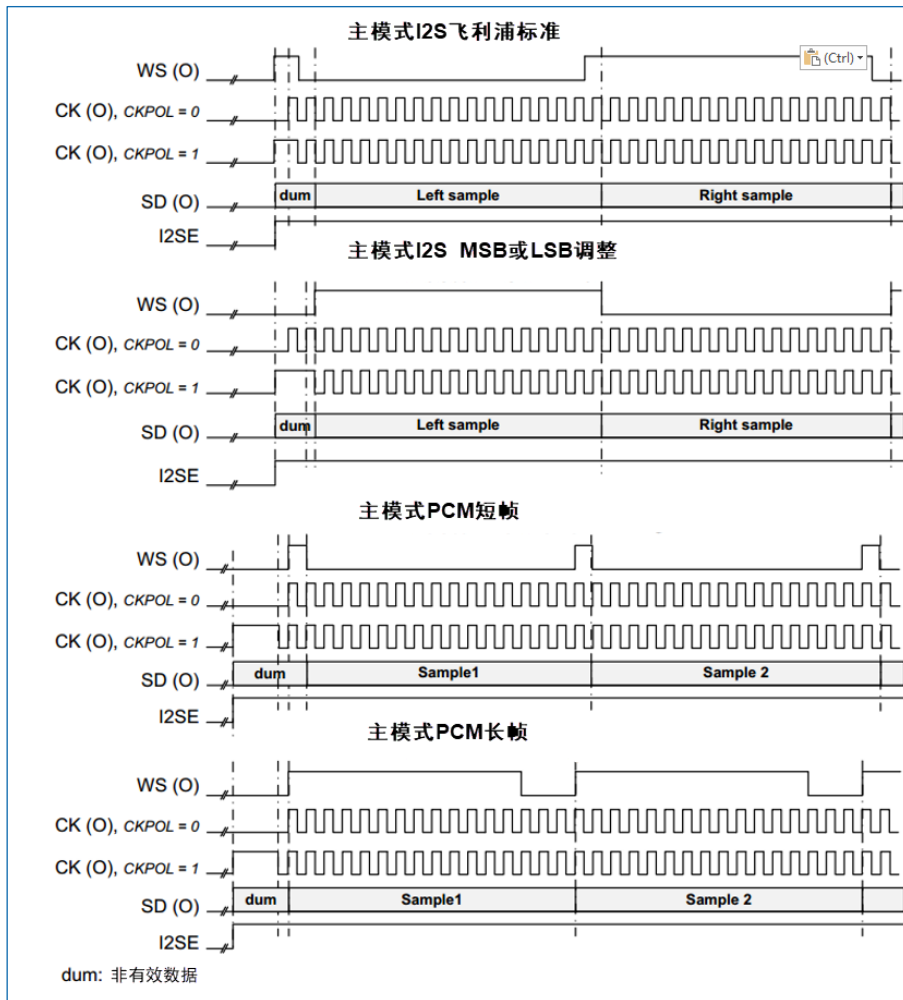 主模式I2S飞利浦标准
WS (O)
(Ctrl)
CK (O), CKPOL = 0
CK (O), CKPOL = 1
SD (O) dum Left sample Right sample
I2SE
主模式I2S MSB或LSB调整
WS (O)
CK (O), CKPOL = 0
CK (O), CKPOL = 1
SD (O) dum Left sample Right sample
I2SE
主模式PCM短帧
WS (O)
CK (O), CKPOL = 0
CK (O), CKPOL = 1
SD (O) dum Sample1 Sample 2
I2SE
主模式PCM长帧
WS (O)
CK (O), CKPOL = 0
CK (O), CKPOL = 1
SD (O) dum Sample1 Sample 2
I2SE
dum: 非有效数据